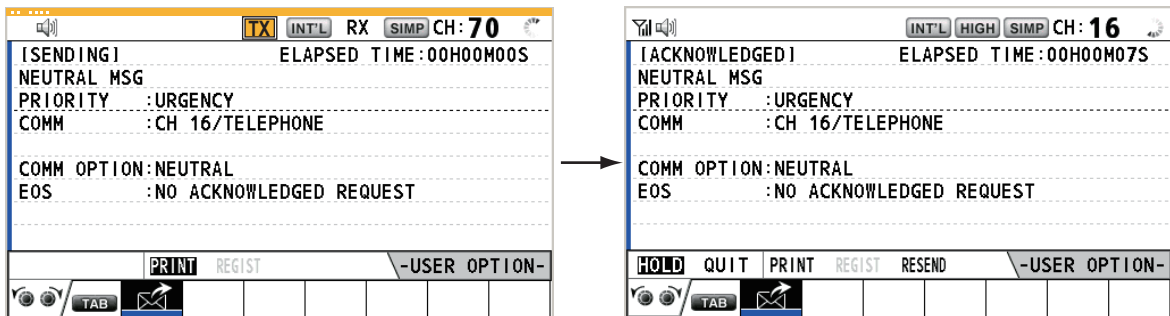 TX INT'L RX SIMP CH: 70
[SENDING] ELAPSED TIME:00H00M00S
NEUTRAL MSG
PRIORITY :URGENCY
COMM :CH 16/TELEPHONE
COMM OPTION:NEUTRAL
EOS :NO ACKNOWLEDGED REQUEST
PRINT REGIST -USER OPTION-
TAB
INT'L HIGH SIMP CH: 16
[ACKNOWLEDGED] ELAPSED TIME:00H00M07S
NEUTRAL MSG
PRIORITY :URGENCY
COMM :CH 16/TELEPHONE
COMM OPTION:NEUTRAL
EOS :NO ACKNOWLEDGED REQUEST
HOLD QUIT PRINT REGIST RESEND -USER OPTION-
TAB